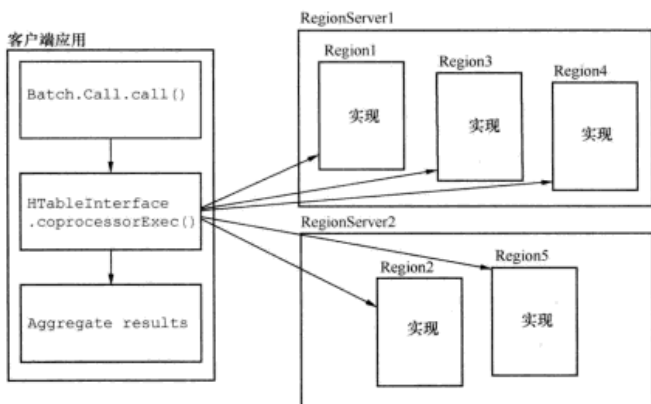 客户端应用
Batch.Call.call()
HTableInterface
.coprocessorExec()
Aggregate results
RegionServer1
Region1
实现
Region3
实现
Region4
实现
RegionServer2
Region2
实现
Region5
实现